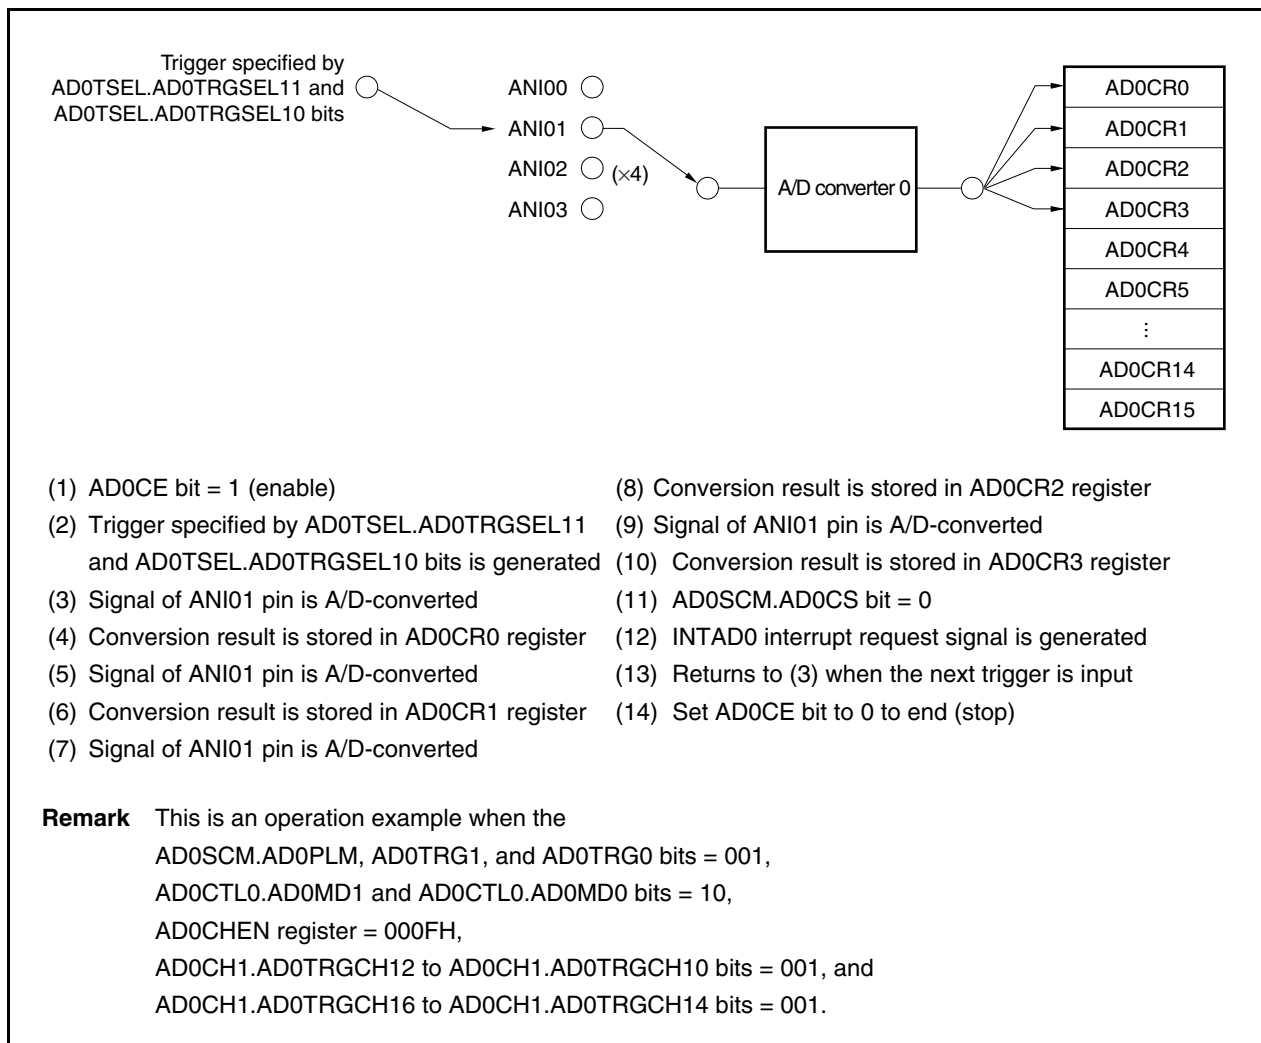 Trigger specified by
AD0TSEL.AD0TRGSEL11 and
AD0TSEL.AD0TRGSEL10 bits
ANI00
ANI01
ANI02
(×4)
ANI03
A/D converter 0
AD0CR0
AD0CR1
AD0CR2
AD0CR3
AD0CR4
AD0CR5
⋮
AD0CR14
AD0CR15
(1) AD0CE bit = 1 (enable)
(2) Trigger specified by AD0TSEL.AD0TRGSEL11
and AD0TSEL.AD0TRGSEL10 bits is generated
(3) Signal of ANI01 pin is A/D-converted
(4) Conversion result is stored in AD0CR0 register
(5) Signal of ANI01 pin is A/D-converted
(6) Conversion result is stored in AD0CR1 register
(7) Signal of ANI01 pin is A/D-converted
(8) Conversion result is stored in AD0CR2 register
(9) Signal of ANI01 pin is A/D-converted
(10) Conversion result is stored in AD0CR3 register
(11) AD0SCM.AD0CS bit = 0
(12) INTAD0 interrupt request signal is generated
(13) Returns to (3) when the next trigger is input
(14) Set AD0CE bit to 0 to end (stop)
Remark This is an operation example when the
AD0SCM.AD0PLM, AD0TRG1, and AD0TRG0 bits = 001,
AD0CTL0.AD0MD1 and AD0CTL0.AD0MD0 bits = 10,
AD0CHEN register = 000FH,
AD0CH1.AD0TRGCH12 to AD0CH1.AD0TRGCH10 bits = 001, and
AD0CH1.AD0TRGCH16 to AD0CH1.AD0TRGCH14 bits = 001.